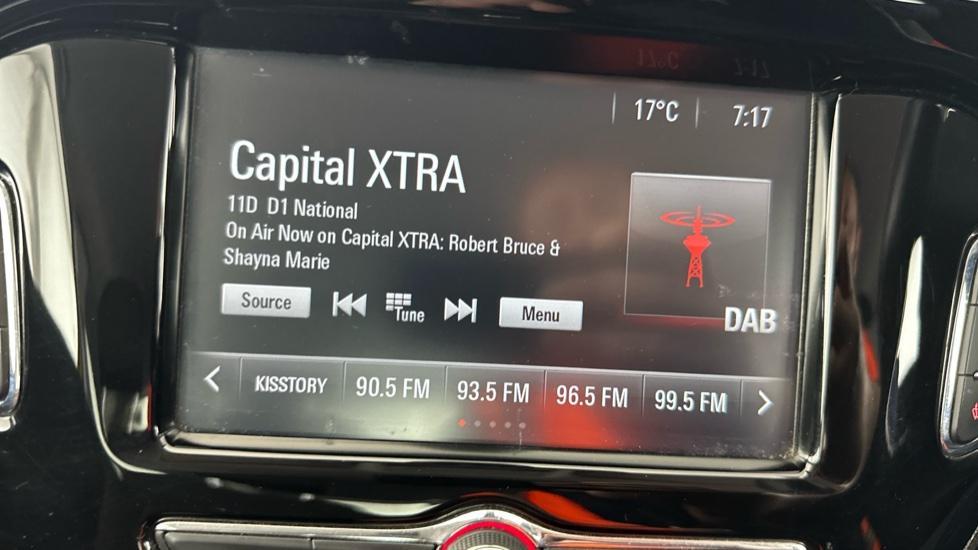 17°C 7:17
Capital XTRA
11D D1 National
On Air Now on Capital XTRA: Robert Bruce &
Shayna Marie
Source Tune Menu
DAB
KISSTORY 90.5 FM 93.5 FM 96.5 FM 99.5 FM